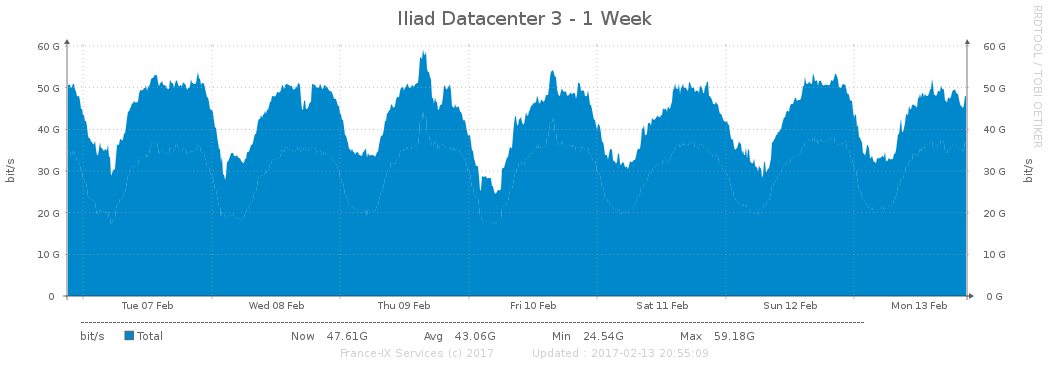 Iliad Datacenter 3 - 1 Week
RRDTOOL / TOBI OETIKER
60 G 60 G
50 G 50 G
40 G 40 G
30 G 30 G
20 G 20 G
10 G 10 G
0 0 G
bit/s bit/s
Tue 07 Feb Wed 08 Feb Thu 09 Feb Fri 10 Feb Sat 11 Feb Sun 12 Feb Mon 13 Feb
bit/s Total Now 47.61G Avg 43.06G Min 24.54G Max 59.18G
France-IX Services (c) 2017 Updated : 2017-02-13 20:55:09